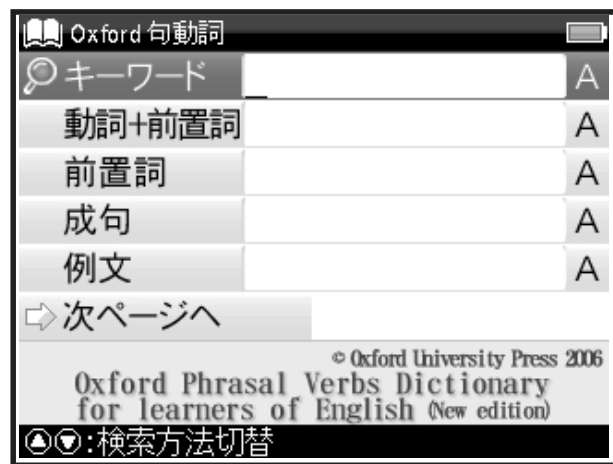 Oxford 句動詞
キーワード _ A
動詞+前置詞 A
前置詞 A
成句 A
例文 A
⇨次ページへ
© Oxford University Press 2006
Oxford Phrasal Verbs Dictionary
for learners of English (New edition)
▲▼:検索方法切替